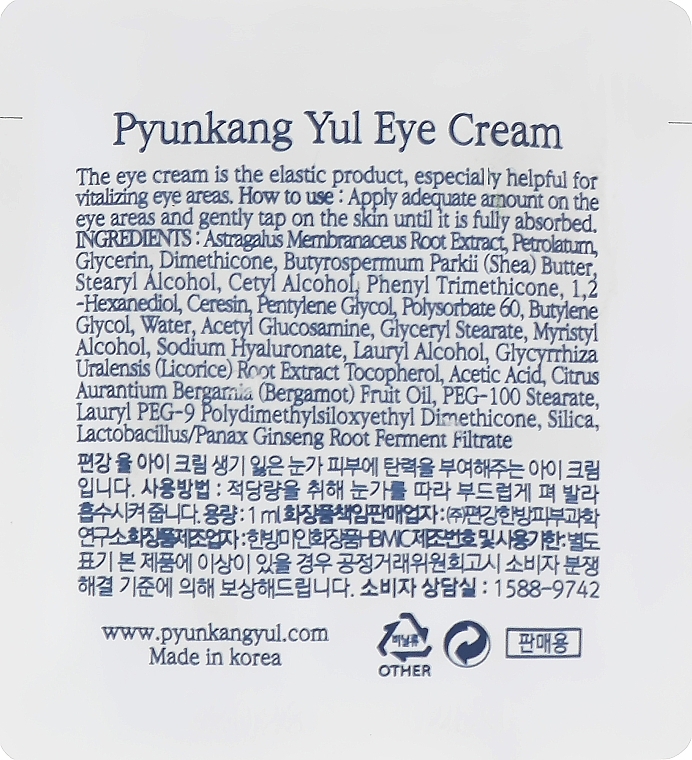 Pyunkang Yul Eye Cream
The eye cream is the elastic product, especially helpful for
vitalizing eye areas. How to use : Apply adequate amount on the
eye areas and gently tap on the skin until it is fully absorbed.
INGREDIENTS : Astragalus Membranaceus Root Extract, Petrolatum,
Glycerin, Dimethicone, Butyrospermum Parkii (Shea) Butter,
Stearyl Alcohol, Cetyl Alcohol, Phenyl Trimethicone, 1,2
-Hexanediol, Ceresin, Pentylene Glycol, Polysorbate 60, Butylene
Glycol, Water, Acetyl Glucosamine, Glyceryl Stearate, Myristyl
Alcohol, Sodium Hyaluronate, Lauryl Alcohol, Glycyrrhiza
Uralensis (Licorice) Root Extract Tocopherol, Acetic Acid, Citrus
Aurantium Bergamia (Bergamot) Fruit Oil, PEG-100 Stearate,
Lauryl PEG-9 Polydimethylsiloxyethyl Dimethicone, Silica,
Lactobacillus/Panax Ginseng Root Ferment Filtrate
편강 율 아이 크림 생기 잃은 눈가 피부에 탄력을 부여해주는 아이 크림
입니다. 사용방법 : 적당량을 취해 눈가를 따라 부드럽게 펴 발라
흡수시켜 줍니다. 용량 : 1 ml 화장품책임판매업자 : ㈜편강한방피부과학
연구소 화장품제조업자 : 한방미인화장품HBMIC 제조번호 및 사용기한: 별도
표기 본 제품에 이상이 있을 경우 공정거래위원회고시 소비자 분쟁
해결 기준에 의해 보상해드립니다. 소비자 상담실 : 1588-9742
www.pyunkangyul.com
Made in korea
비닐류
OTHER
판매용